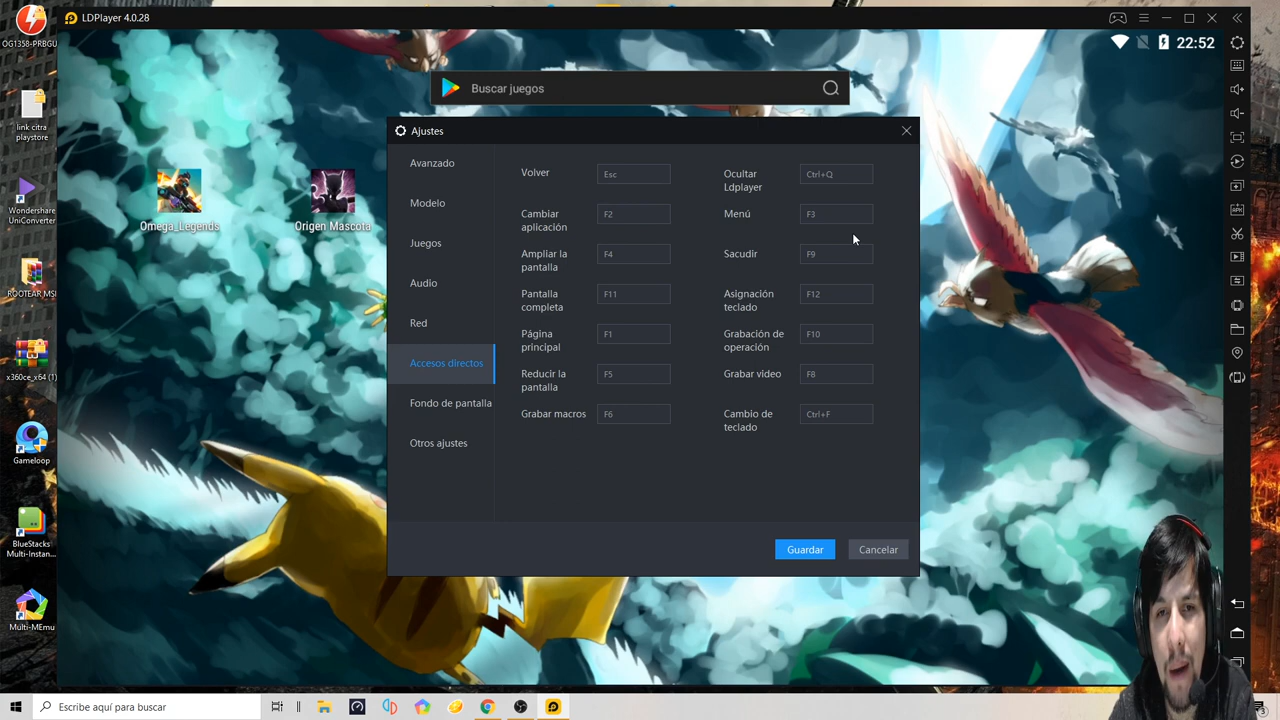 LDPlayer 4.0.28
22:52
Buscar juegos
OG1358-PRBGU
link citra
playstore
Wondershare
UniConverter
ROOTEAR MSI
x360ce_x64 (1)
Gameloop
BlueStacks
Multi-Instan...
Multi-MEmu
Omega_Legends
Origen Mascota
Ajustes
Avanzado
Modelo
Juegos
Audio
Red
Accesos directos
Fondo de pantalla
Otros ajustes
Volver
Esc
Ocultar
Ldplayer
Ctrl+Q
Cambiar
aplicación
F2
Menú
F3
Ampliar la
pantalla
F4
Sacudir
F9
Pantalla
completa
F11
Asignación
teclado
F12
Página
principal
F1
Grabación de
operación
F10
Reducir la
pantalla
F5
Grabar video
F8
Grabar macros
F6
Cambio de
teclado
Ctrl+F
Guardar
Cancelar
APK
Escribe aquí para buscar
3